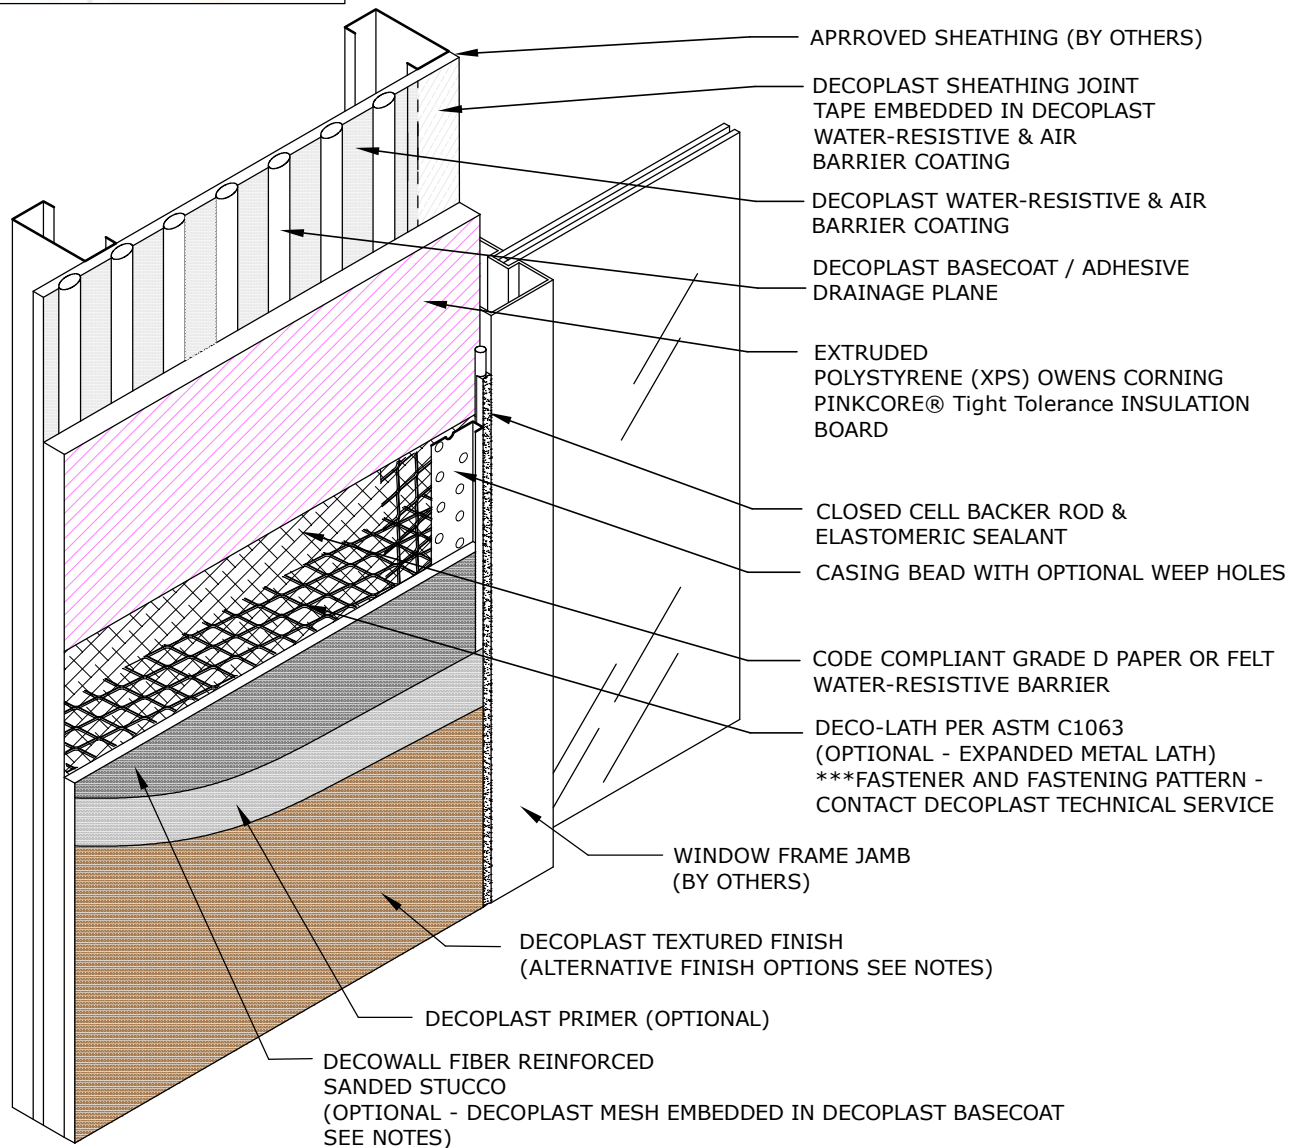 APRROVED SHEATHING (BY OTHERS)
DECOPLAST SHEATHING JOINT
TAPE EMBEDDED IN DECOPLAST
WATER-RESISTIVE & AIR
BARRIER COATING
DECOPLAST WATER-RESISTIVE & AIR
BARRIER COATING
DECOPLAST BASECOAT / ADHESIVE
DRAINAGE PLANE
EXTRUDED
POLYSTYRENE (XPS) OWENS CORNING
PINKCORE® Tight Tolerance INSULATION
BOARD
CLOSED CELL BACKER ROD &
ELASTOMERIC SEALANT
CASING BEAD WITH OPTIONAL WEEP HOLES
CODE COMPLIANT GRADE D PAPER OR FELT
WATER-RESISTIVE BARRIER
DECO-LATH PER ASTM C1063
(OPTIONAL - EXPANDED METAL LATH)
***FASTENER AND FASTENING PATTERN -
CONTACT DECOPLAST TECHNICAL SERVICE
WINDOW FRAME JAMB
(BY OTHERS)
DECOPLAST TEXTURED FINISH
(ALTERNATIVE FINISH OPTIONS SEE NOTES)
DECOPLAST PRIMER (OPTIONAL)
DECOWALL FIBER REINFORCED
SANDED STUCCO
(OPTIONAL - DECOPLAST MESH EMBEDDED IN DECOPLAST BASECOAT
SEE NOTES)